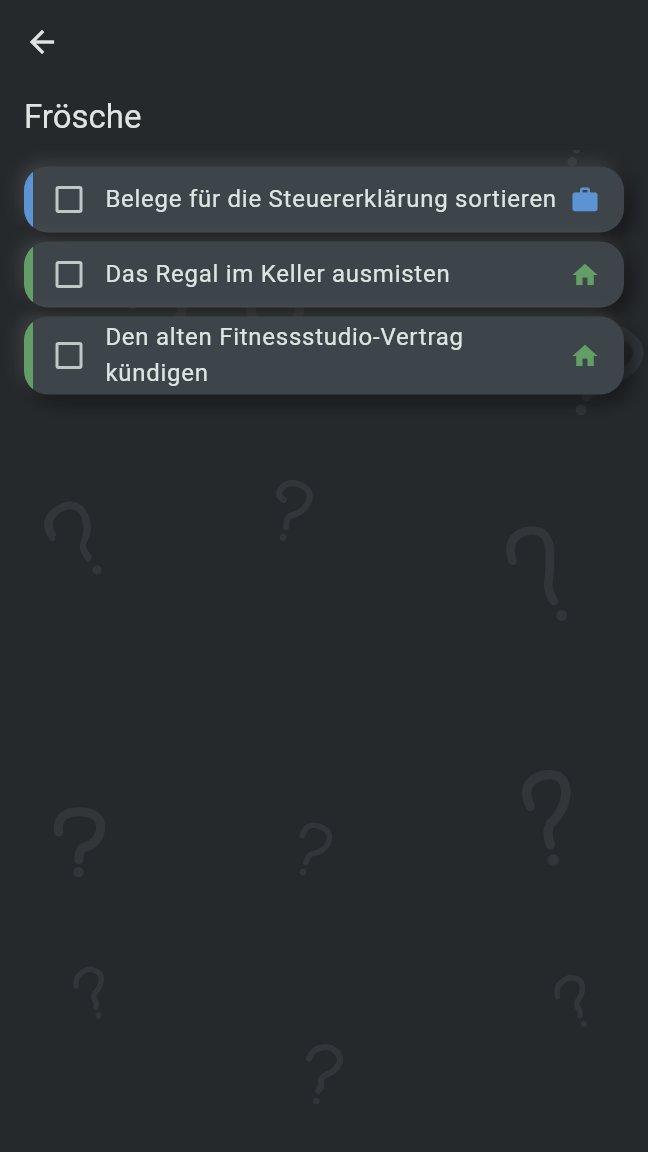 Frösche
Belege für die Steuererklärung sortieren
Das Regal im Keller ausmisten
Den alten Fitnessstudio-Vertrag
kündigen